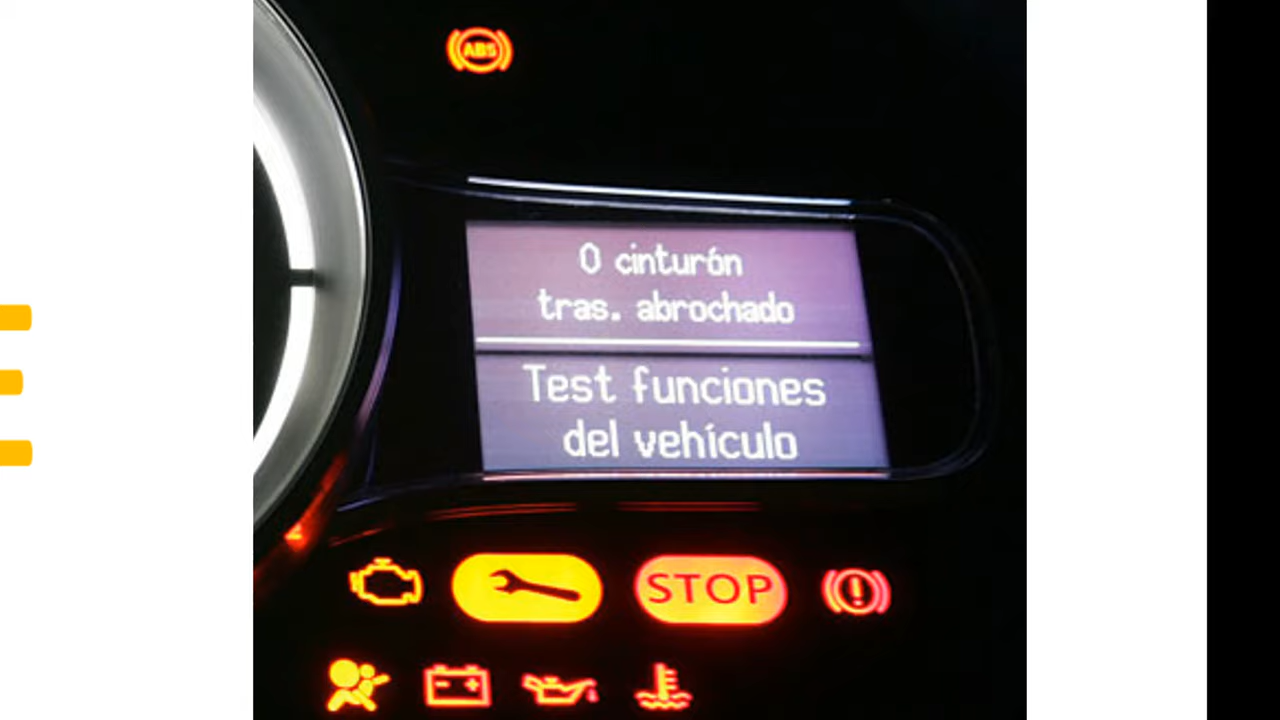 ABS
0 cinturón
tras. abrochado
Test funciones
del vehículo
STOP